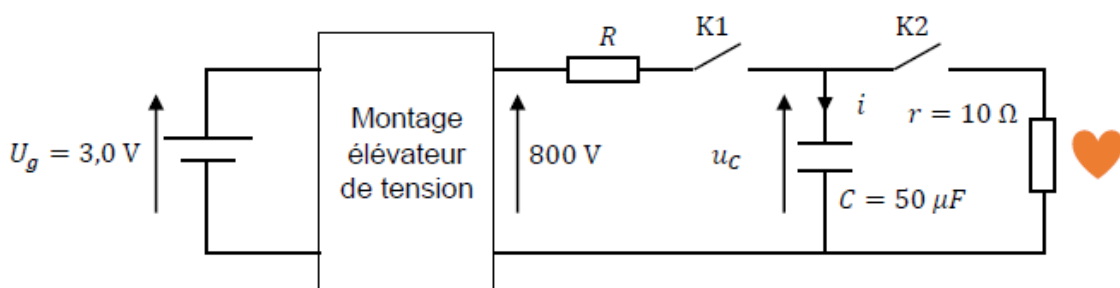 U_g = 3,0 V
Montage
élévateur
de tension
800 V
R
K1
u_C
i
C = 50 μF
K2
r = 10 Ω